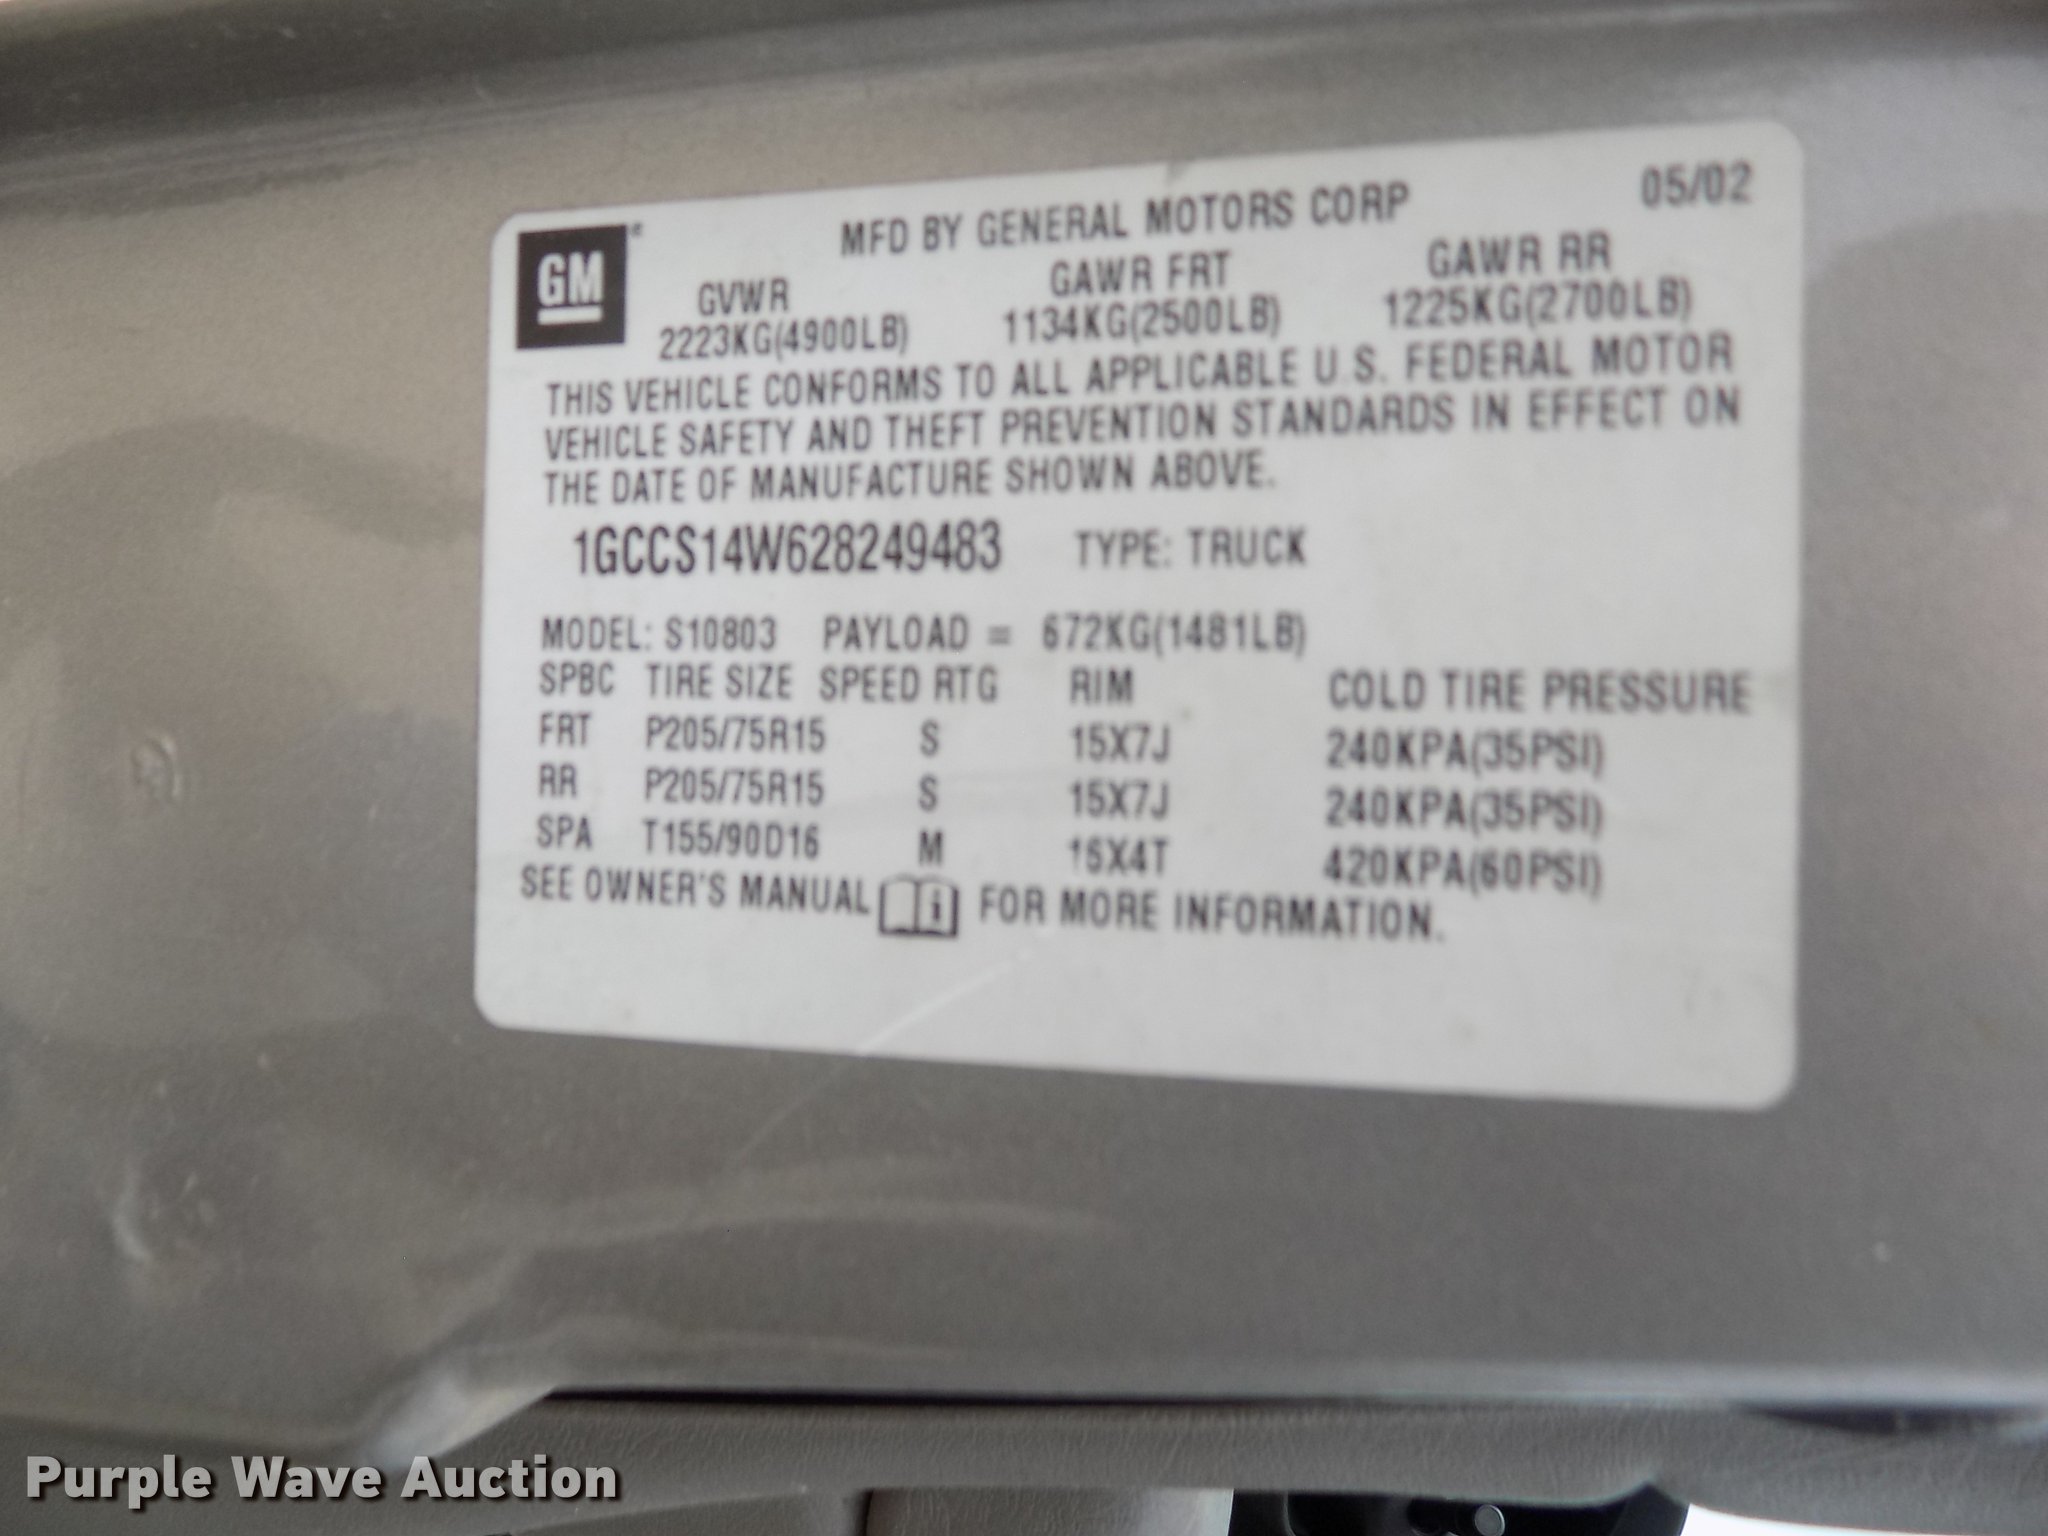 05/02
MFD BY GENERAL MOTORS CORP
GM
GVWR GAWR FRT GAWR RR
2223KG(4900LB) 1134KG(2500LB) 1225KG(2700LB)
THIS VEHICLE CONFORMS TO ALL APPLICABLE U.S. FEDERAL MOTOR
VEHICLE SAFETY AND THEFT PREVENTION STANDARDS IN EFFECT ON
THE DATE OF MANUFACTURE SHOWN ABOVE.
1GCCS14W628249483 TYPE: TRUCK
MODEL: S10803 PAYLOAD = 672KG(1481LB)
SPBC TIRE SIZE SPEED RTG RIM COLD TIRE PRESSURE
FRT P205/75R15 S 15X7J 240KPA(35PSI)
RR P205/75R15 S 15X7J 240KPA(35PSI)
SPA T155/90D16 M 16X4T 420KPA(60PSI)
SEE OWNER'S MANUAL i FOR MORE INFORMATION.
Purple Wave Auction